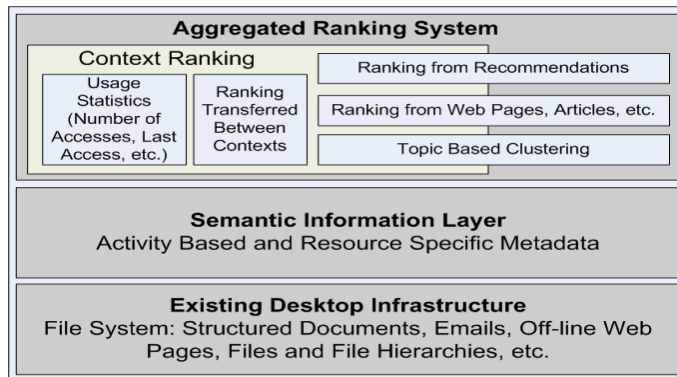 Aggregated Ranking System
Context Ranking
Usage
Statistics
(Number of
Accesses, Last
Access, etc.)
Ranking
Transferred
Between
Contexts
Ranking from Recommendations
Ranking from Web Pages, Articles, etc.
Topic Based Clustering
Semantic Information Layer
Activity Based and Resource Specific Metadata
Existing Desktop Infrastructure
File System: Structured Documents, Emails, Off-line Web
Pages, Files and File Hierarchies, etc.